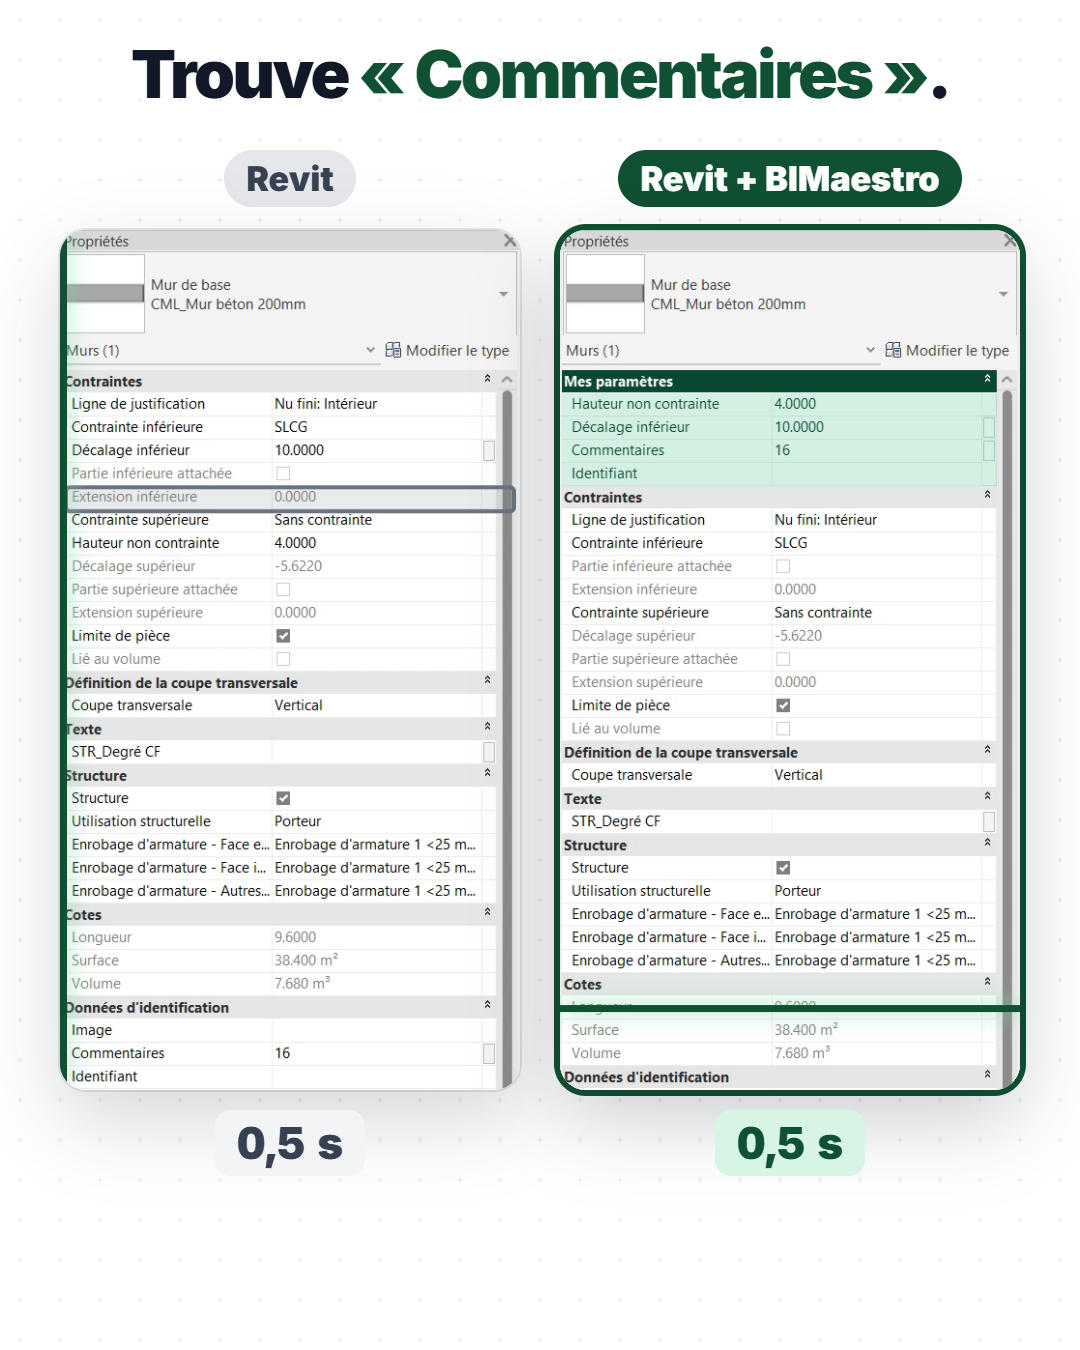 Trouve « Commentaires ».
Revit
Propriétés
Mur de base
CML_Mur béton 200mm
Murs (1)
Modifier le type
Contraintes
Ligne de justification Nu fini: Intérieur
Contrainte inférieure SLCG
Décalage inférieur 10.0000
Partie inférieure attachée
Extension inférieure 0.0000
Contrainte supérieure Sans contrainte
Hauteur non contrainte 4.0000
Décalage supérieur -5.6220
Partie supérieure attachée
Extension supérieure 0.0000
Limite de pièce
Lié au volume
Définition de la coupe transversale
Coupe transversale Vertical
Texte
STR_Degré CF
Structure
Structure
Utilisation structurelle Porteur
Enrobage d'armature - Face e... Enrobage d'armature 1 <25 m...
Enrobage d'armature - Face i... Enrobage d'armature 1 <25 m...
Enrobage d'armature - Autres... Enrobage d'armature 1 <25 m...
Cotes
Longueur 9.6000
Surface 38.400 m²
Volume 7.680 m³
Données d'identification
Image
Commentaires 16
Identifiant
0,5 s
Revit + BIMaestro
Propriétés
Mur de base
CML_Mur béton 200mm
Murs (1)
Modifier le type
Mes paramètres
Hauteur non contrainte 4.0000
Décalage inférieur 10.0000
Commentaires 16
Identifiant
Contraintes
Ligne de justification Nu fini: Intérieur
Contrainte inférieure SLCG
Partie inférieure attachée
Extension inférieure 0.0000
Contrainte supérieure Sans contrainte
Décalage supérieur -5.6220
Partie supérieure attachée
Extension supérieure 0.0000
Limite de pièce
Lié au volume
Définition de la coupe transversale
Coupe transversale Vertical
Texte
STR_Degré CF
Structure
Structure
Utilisation structurelle Porteur
Enrobage d'armature - Face e... Enrobage d'armature 1 <25 m...
Enrobage d'armature - Face i... Enrobage d'armature 1 <25 m...
Enrobage d'armature - Autres... Enrobage d'armature 1 <25 m...
Cotes
Longueur 9.6000
Surface 38.400 m²
Volume 7.680 m³
Données d'identification
0,5 s